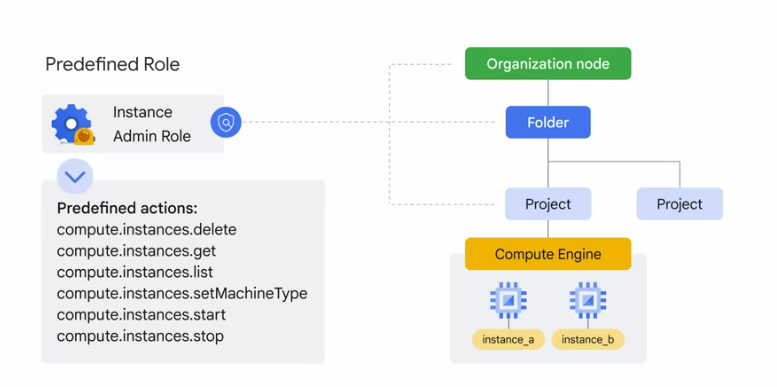 Predefined Role
Instance
Admin Role
Predefined actions:
compute.instances.delete
compute.instances.get
compute.instances.list
compute.instances.setMachineType
compute.instances.start
compute.instances.stop
Organization node
Folder
Project
Project
Compute Engine
instance_a
instance_b